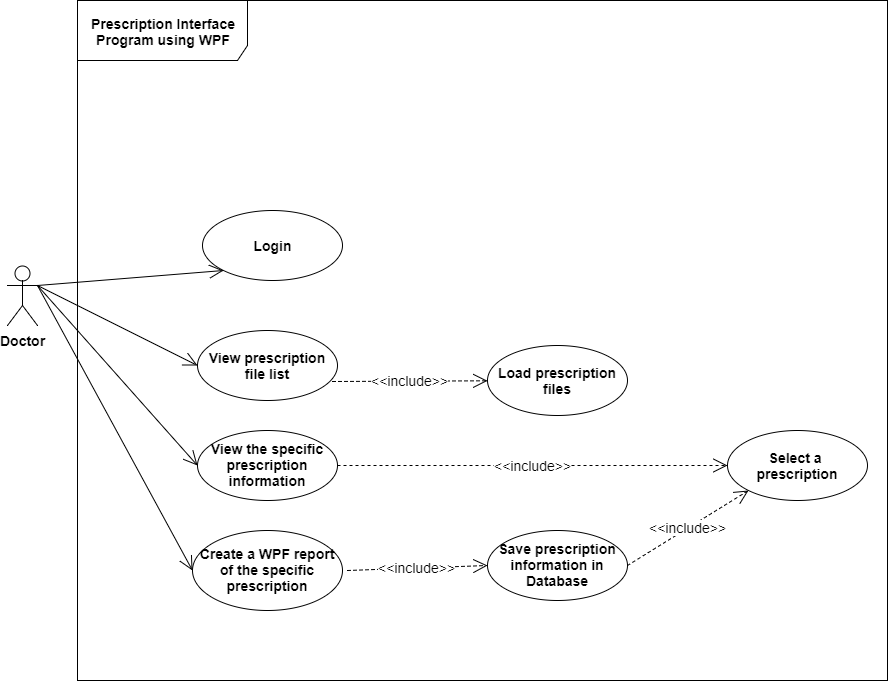 Prescription Interface
Program using WPF
Login
Doctor
View prescription
file list
<<include>>
Load prescription
files
View the specific
prescription
information
<<include>>
Select a
prescription
Create a WPF report
of the specific
prescription
<<include>>
Save prescription
information in
Database
<<include>>